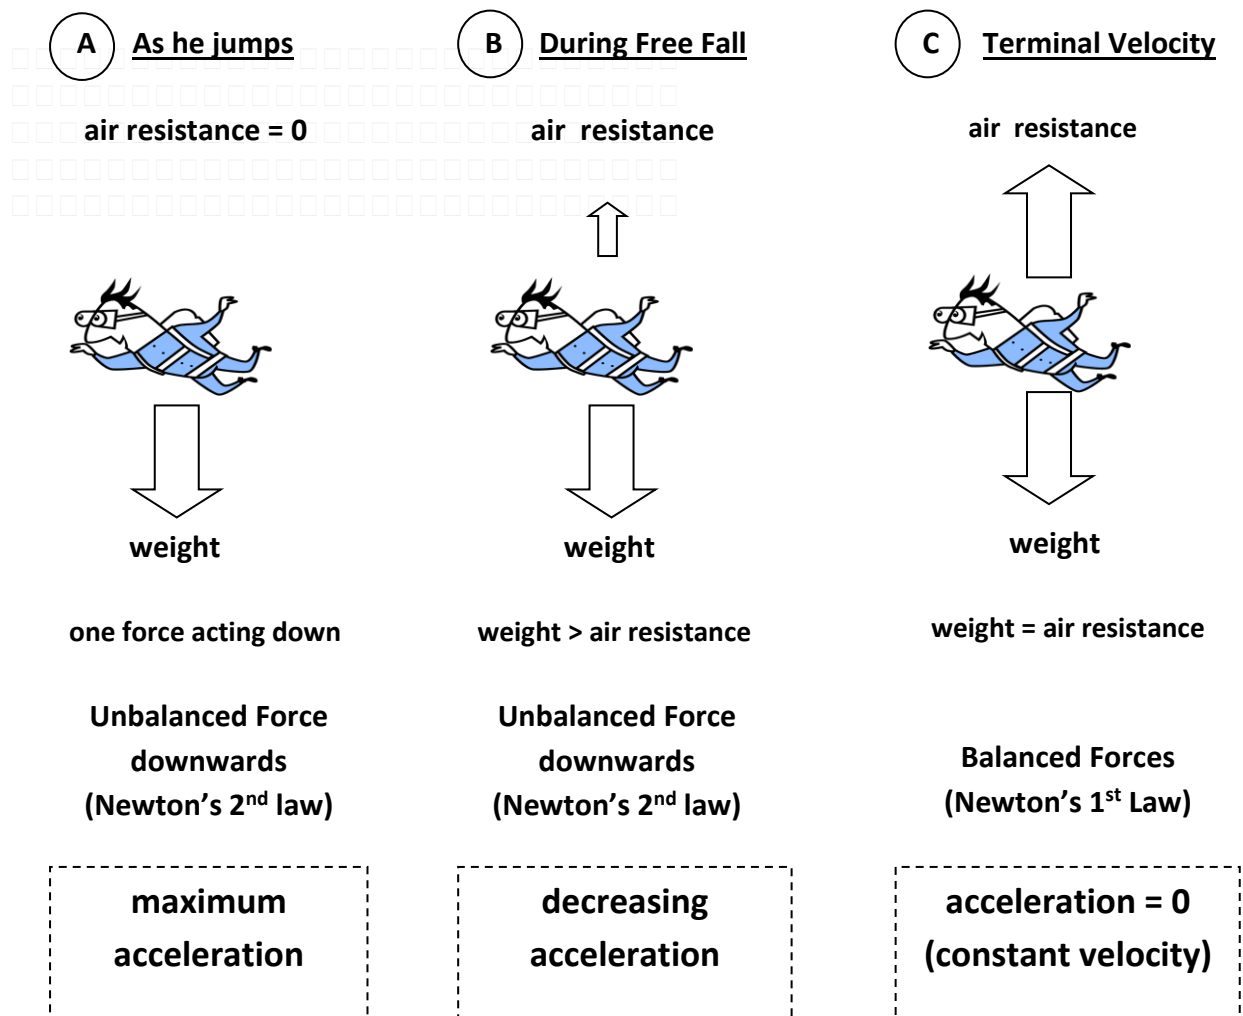 A As he jumps
air resistance = 0
weight
one force acting down
Unbalanced Force
downwards
(Newton’s 2nd law)
maximum
acceleration
B During Free Fall
air resistance
weight
weight > air resistance
Unbalanced Force
downwards
(Newton’s 2nd law)
decreasing
acceleration
C Terminal Velocity
air resistance
weight
weight = air resistance
Balanced Forces
(Newton’s 1st Law)
acceleration = 0
(constant velocity)